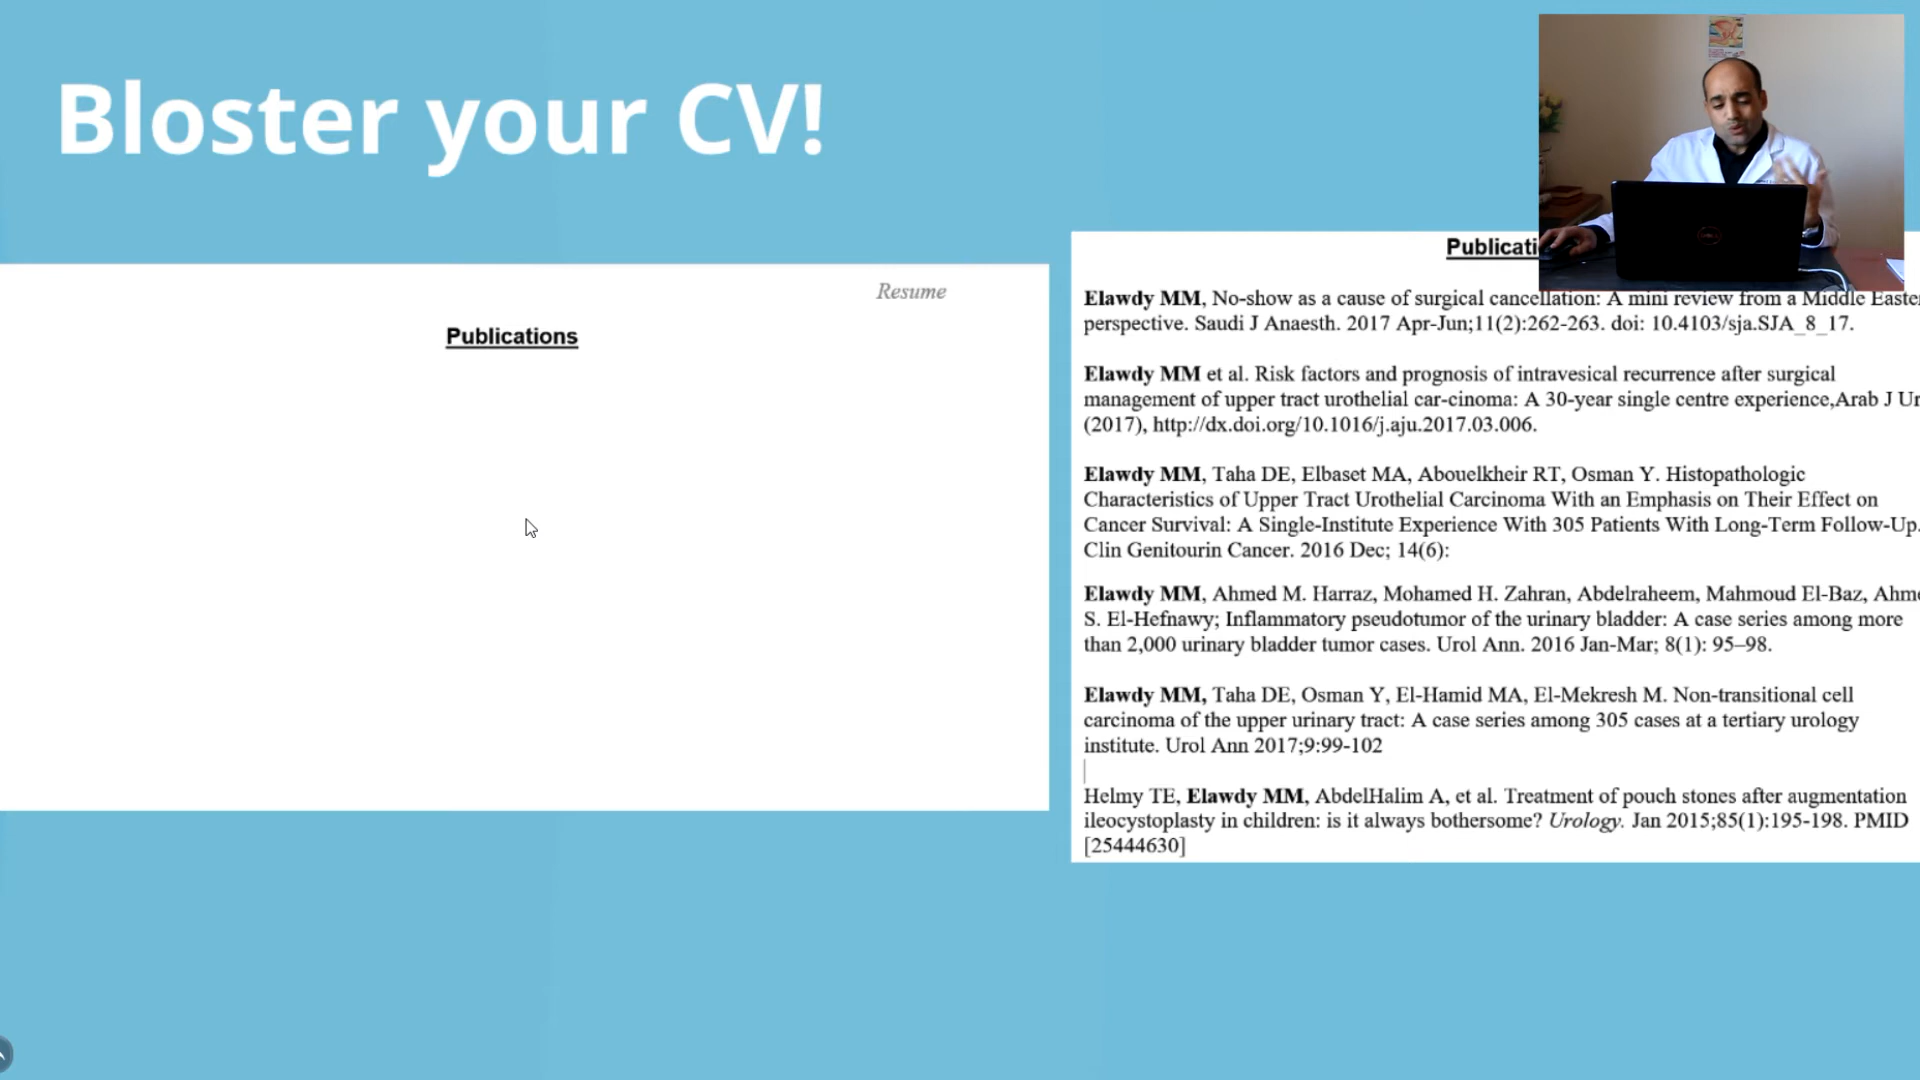 Bloster your CV!
Resume
Publications
Elawdy MM, No-show as a cause of surgical cancellation: A mini review from a Middle
perspective. Saudi J Anaesth. 2017 Apr-Jun;11(2):262-263. doi: 10.4103/sja.SJA_8_17.
Elawdy MM et al. Risk factors and prognosis of intravesical recurrence after surgical
management of upper tract urothelial car-cinoma: A 30-year single centre experience,Arab J
(2017), http://dx.doi.org/10.1016/j.aju.2017.03.006.
Elawdy MM, Taha DE, Elbaset MA, Abouelkheir RT, Osman Y. Histopathologic
Characteristics of Upper Tract Urothelial Carcinoma With an Emphasis on Their Effect on
Cancer Survival: A Single-Institute Experience With 305 Patients With Long-Term Follow-Up.
Clin Genitourin Cancer. 2016 Dec; 14(6):
Elawdy MM, Ahmed M. Harraz, Mohamed H. Zahran, Abdelraheem, Mahmoud El-Baz,
S. El-Hefnawy; Inflammatory pseudotumor of the urinary bladder: A case series among more
than 2,000 urinary bladder tumor cases. Urol Ann. 2016 Jan-Mar; 8(1): 95–98.
Elawdy MM, Taha DE, Osman Y, El-Hamid MA, El-Mekresh M. Non-transitional cell
carcinoma of the upper urinary tract: A case series among 305 cases at a tertiary urology
institute. Urol Ann 2017;9:99-102
Helmy TE, Elawdy MM, AbdelHalim A, et al. Treatment of pouch stones after augmentation
ileocystoplasty in children: is it always bothersome? Urology. Jan 2015;85(1):195-198. PMID
[25444630]